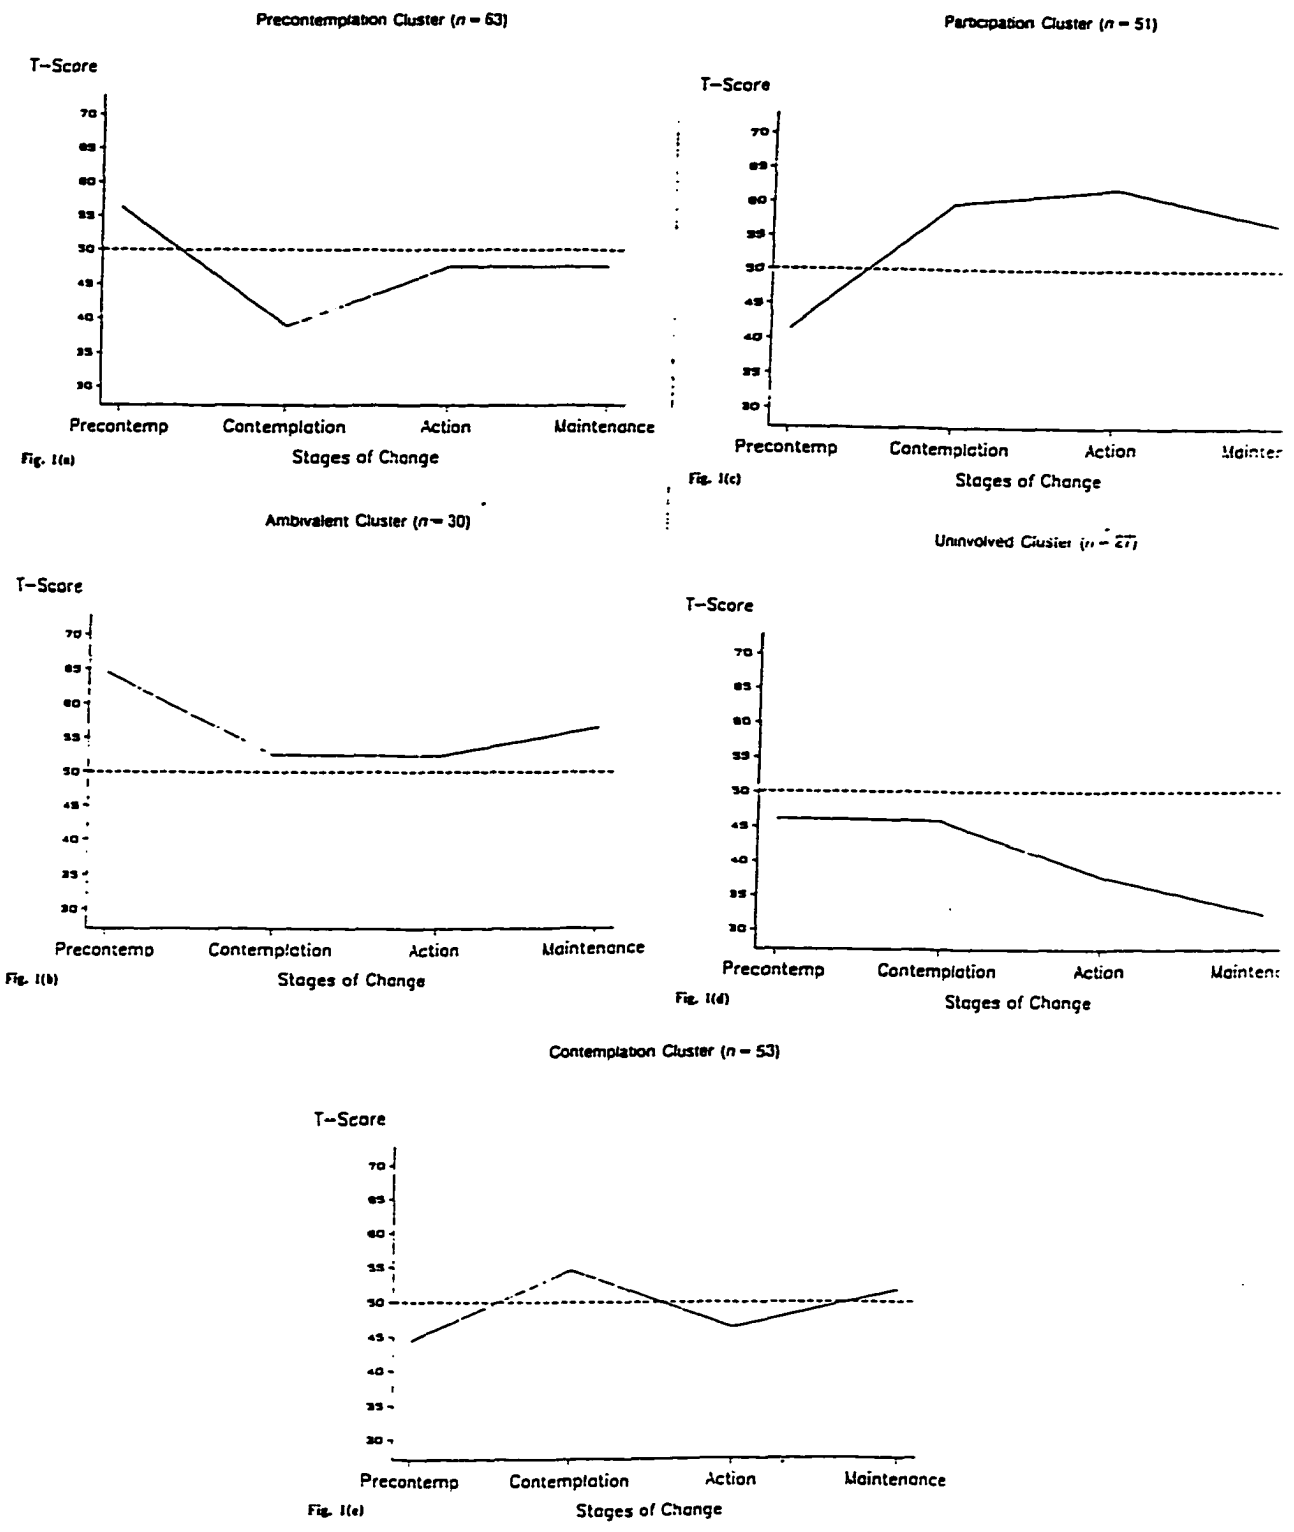 Precontemplation Cluster (n = 63)
T-Score
70
65
60
55
50
45
40
35
30
Precontemp Contemplation Action Maintenance
Fig. 1(a)
Stages of Change
Participation Cluster (n = 51)
T-Score
70
65
60
55
50
45
40
35
30
Precontemp Contemplation Action
Fig. 1(c)
Stages of Change
Ambivalent Cluster (n = 30)
T-Score
70
65
60
55
50
45
40
35
30
Precontemp Contemplation Action Maintenance
Fig. 1(b)
Stages of Change
Uninvolved Cluster (n = 27)
T-Score
70
65
60
55
50
45
40
35
30
Precontemp Contemplation Action
Fig. 1(d)
Stages of Change
Contemplation Cluster (n = 53)
T-Score
70
65
60
55
50
45
40
35
30
Precontemp Contemplation Action Maintenance
Fig. 1(e)
Stages of Change